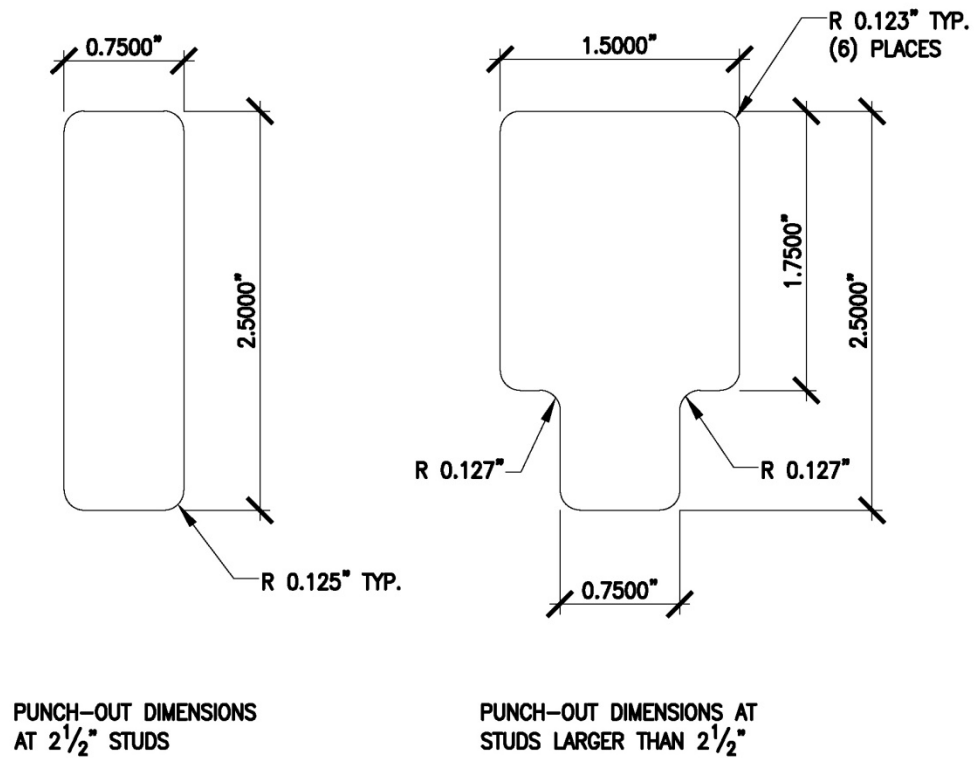 0.7500"
2.5000"
R 0.125" TYP.
PUNCH-OUT DIMENSIONS
AT 2 1/2" STUDS
1.5000"
R 0.123" TYP.
(6) PLACES
1.7500"
2.5000"
R 0.127"
R 0.127"
0.7500"
PUNCH-OUT DIMENSIONS AT
STUDS LARGER THAN 2 1/2"